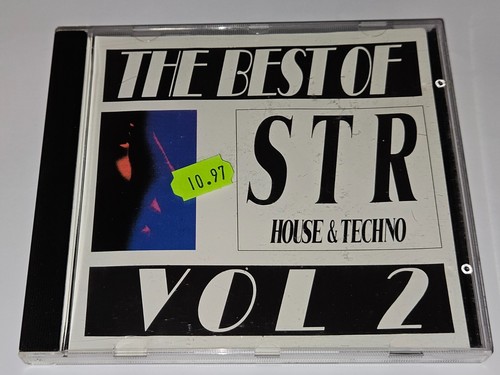 THE BEST OF
STR
10.97
HOUSE & TECHNO
VOL 2